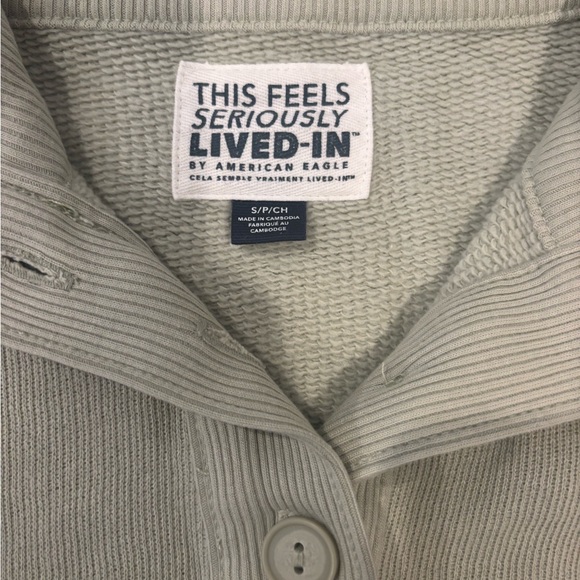 THIS FEELS
SERIOUSLY
LIVED-IN™
BY AMERICAN EAGLE
CELA SEMBLE VRAIMENT LIVED-IN™
S/P/CH
MADE IN CAMBODIA
FABRIQUÉ AU
CAMBODGE